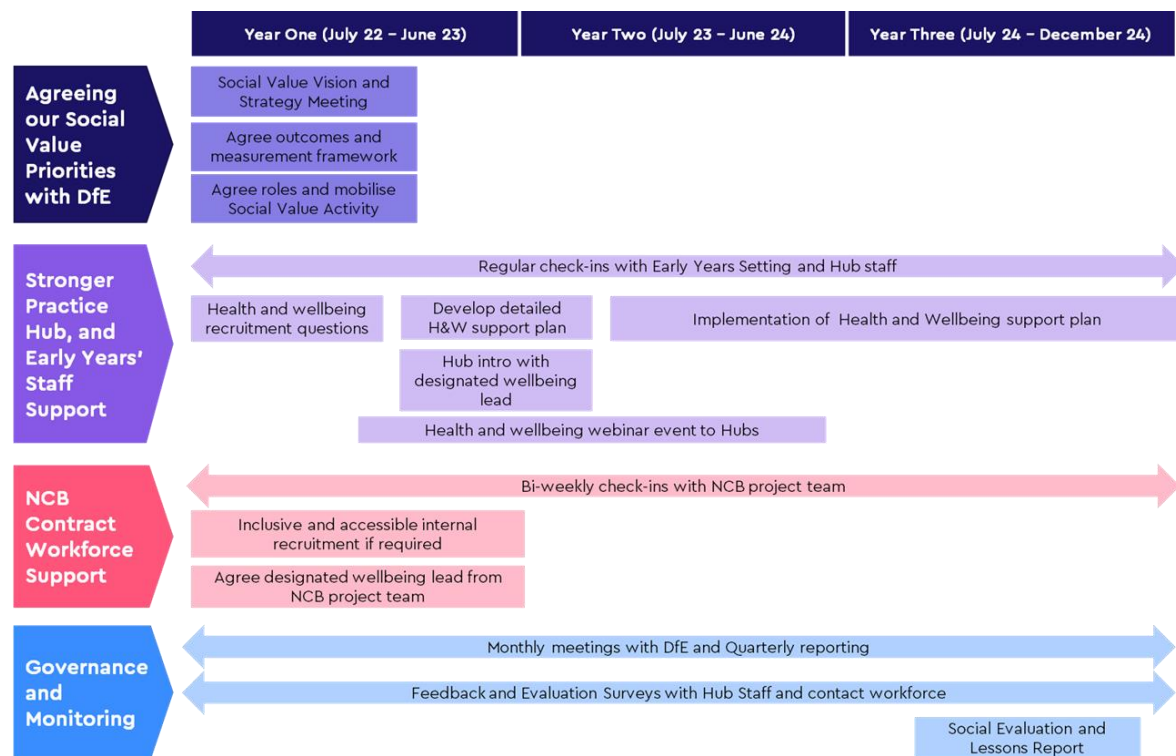 Year One (July 22 – June 23)
Year Two (July 23 – June 24)
Year Three (July 24 – December 24)
Agreeing
our Social
Value
Priorities
with DfE
Social Value Vision and
Strategy Meeting
Agree outcomes and
measurement framework
Agree roles and mobilise
Social Value Activity
Stronger
Practice
Hub, and
Early Years'
Staff
Support
Regular check-ins with Early Years Setting and Hub staff
Health and wellbeing
recruitment questions
Develop detailed
H&W support plan
Implementation of Health and Wellbeing support plan
Hub intro with
designated wellbeing
lead
Health and wellbeing webinar event to Hubs
NCB
Contract
Workforce
Support
Bi-weekly check-ins with NCB project team
Inclusive and accessible internal
recruitment if required
Agree designated wellbeing lead from
NCB project team
Governance
and
Monitoring
Monthly meetings with DfE and Quarterly reporting
Feedback and Evaluation Surveys with Hub Staff and contact workforce
Social Evaluation and
Lessons Report